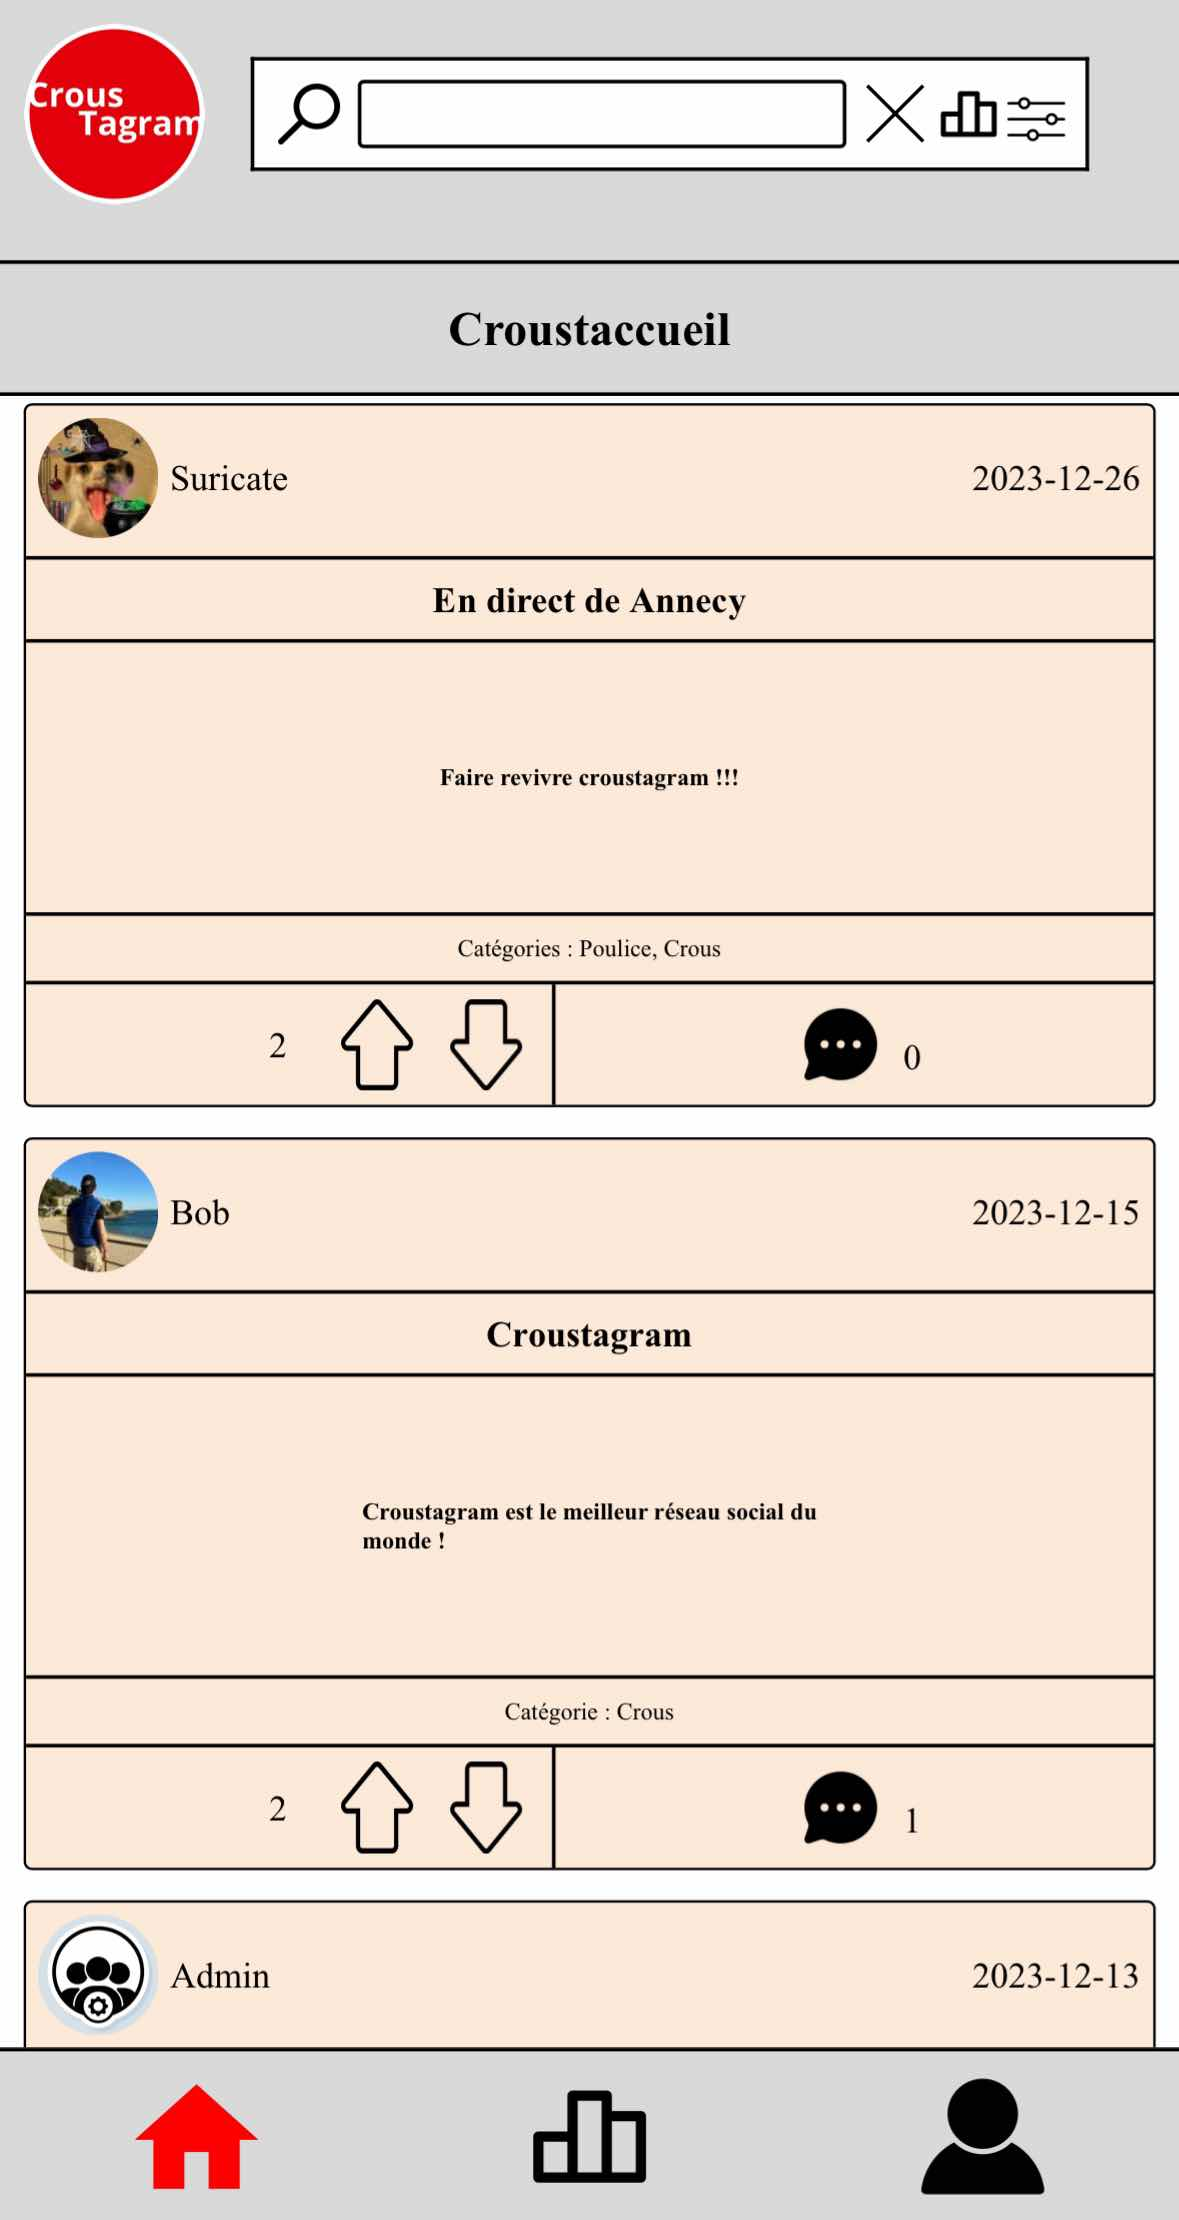 Crous
Tagram
Croustaccueil
Suricate
2023-12-26
En direct de Annecy
Faire revivre croustagram !!!
Catégories : Poulice, Crous
2
0
Bob
2023-12-15
Croustagram
Croustagram est le meilleur réseau social du
monde !
Catégorie : Crous
2
1
Admin
2023-12-13